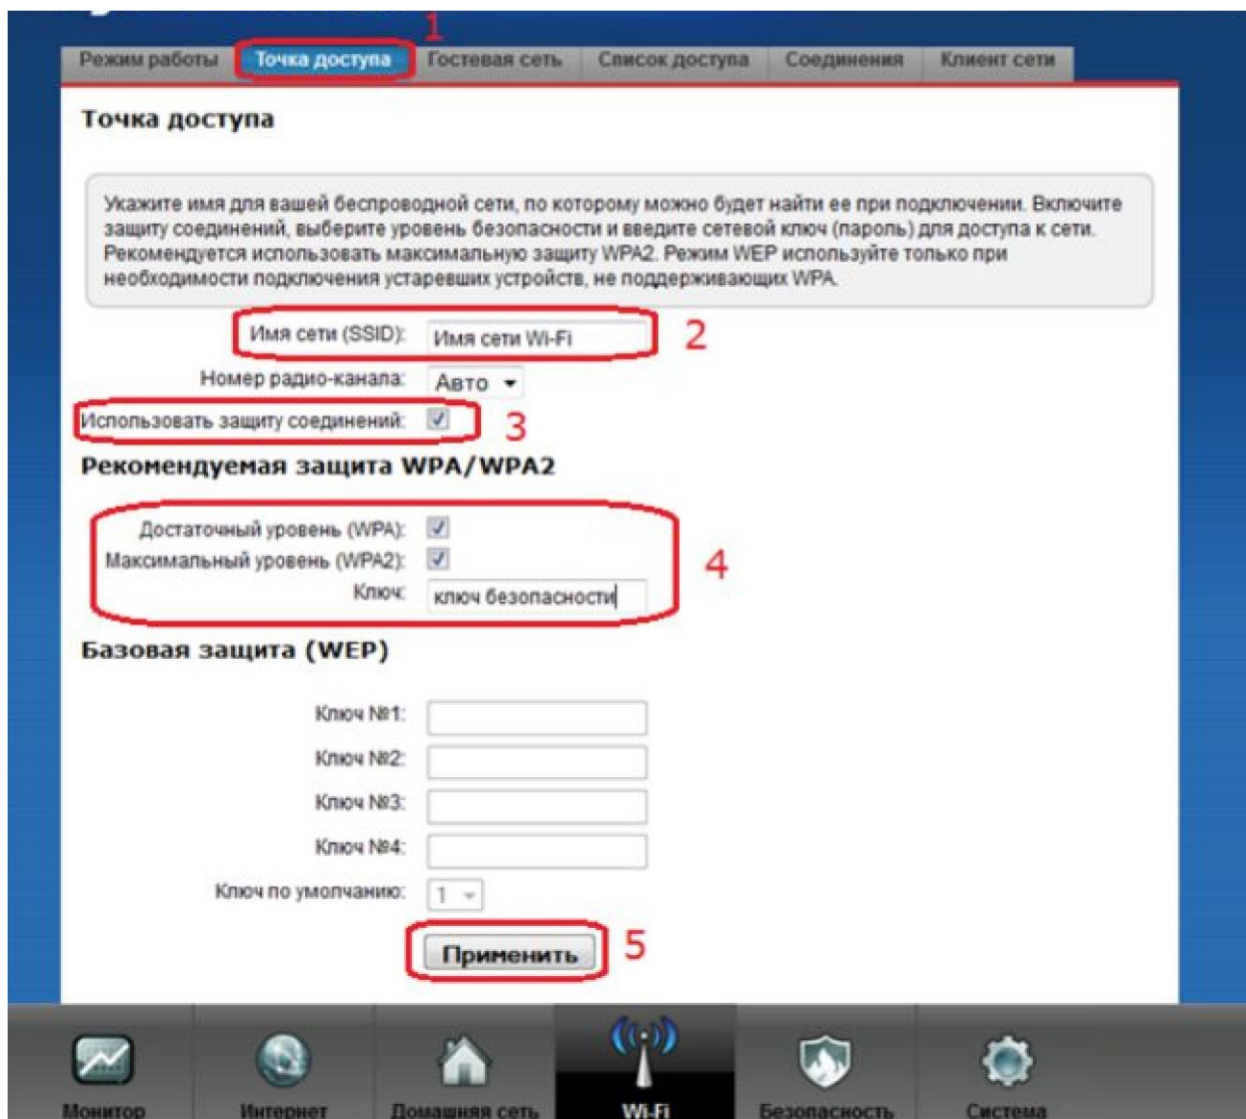 1
Режим работы Точка доступа Гостевая сеть Список доступа Соединения Клиент сети
Точка доступа
Укажите имя для вашей беспроводной сети, по которому можно будет найти ее при подключении. Включите
защиту соединений, выберите уровень безопасности и введите сетевой ключ (пароль) для доступа к сети.
Рекомендуется использовать максимальную защиту WPA2. Режим WEP используйте только при
необходимости подключения устаревших устройств, не поддерживающих WPA.
Имя сети (SSID): Имя сети Wi-Fi 2
Номер радио-канала: Авто
Использовать защиту соединений: 3
Рекомендуемая защита WPA/WPA2
Достаточный уровень (WPA):
Максимальный уровень (WPA2): 4
Ключ: ключ безопасности
Базовая защита (WEP)
Ключ №1:
Ключ №2:
Ключ №3:
Ключ №4:
Ключ по умолчанию: 1
Применить 5
Монитор Интернет Домашняя сеть Wi-Fi Безопасность Система